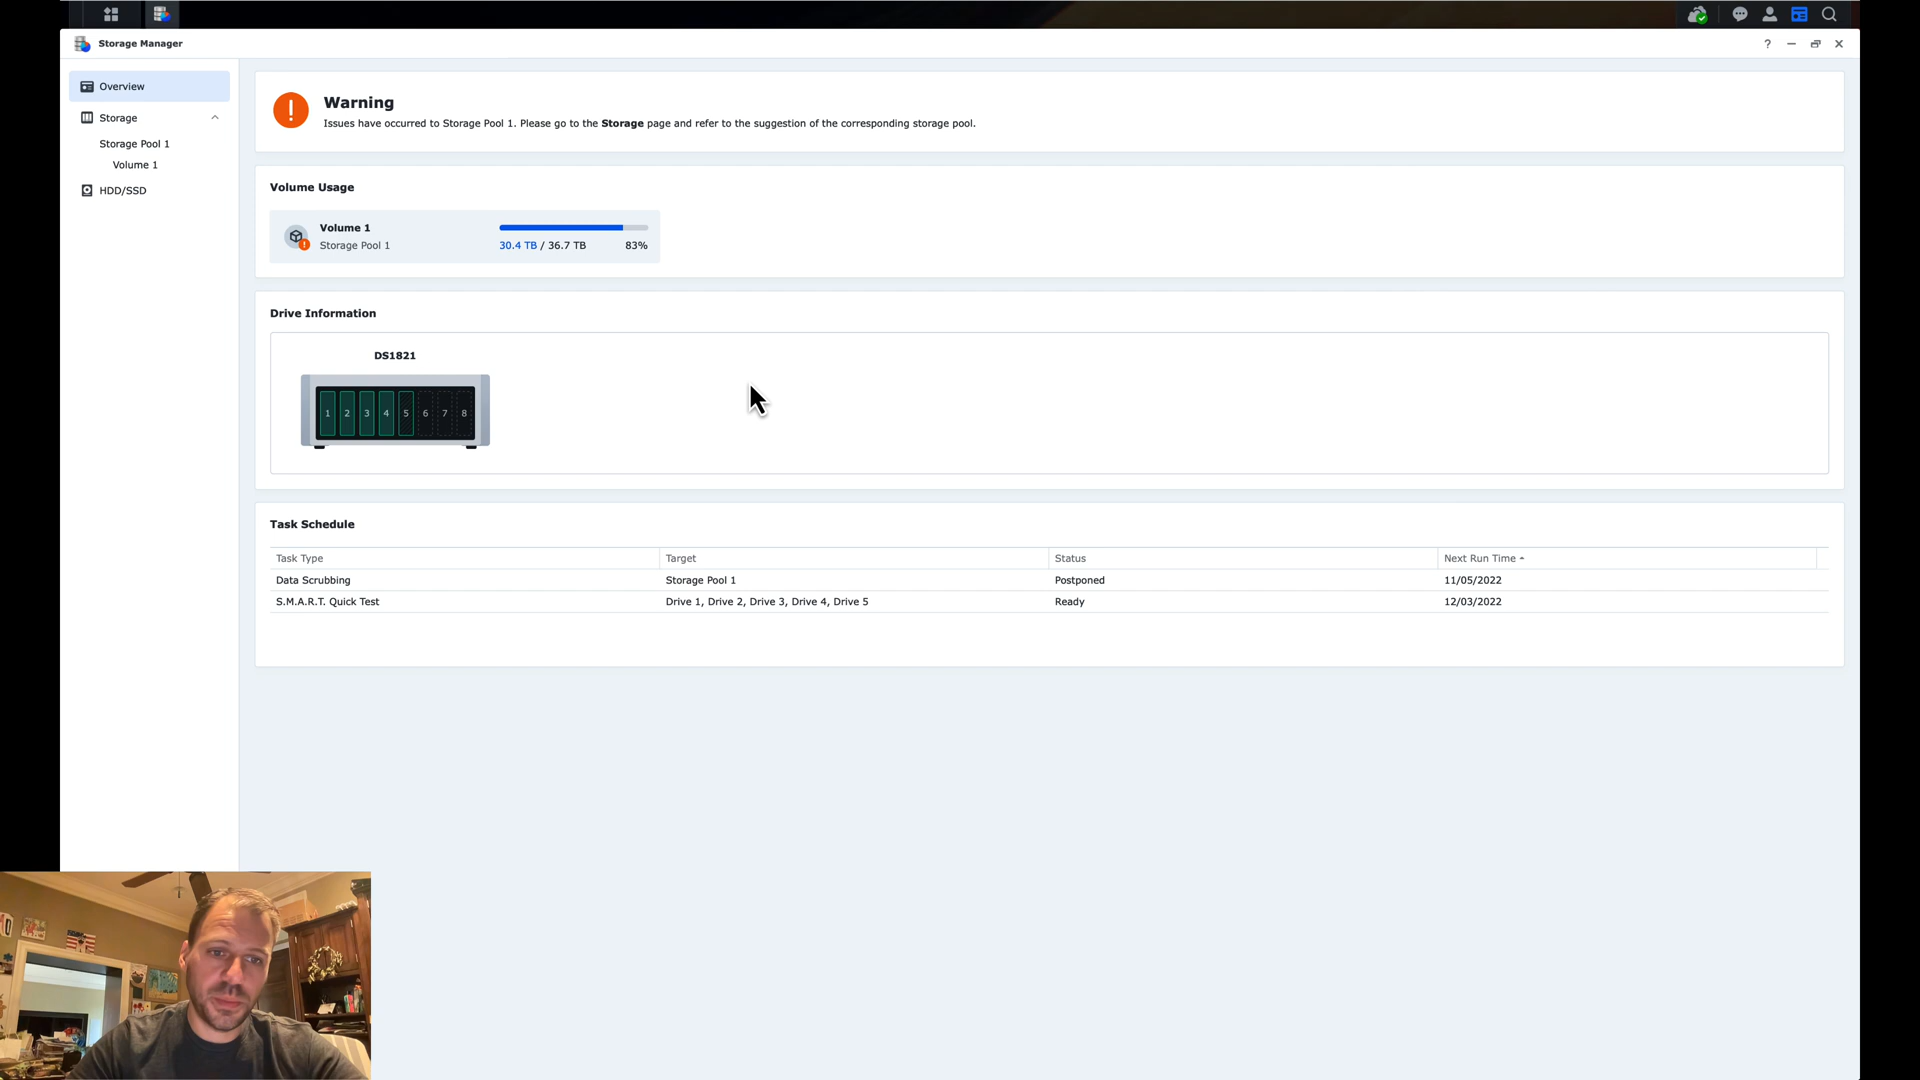 Storage Manager
?
Overview
Storage
Storage Pool 1
Volume 1
HDD/SSD
!
Warning
Issues have occurred to Storage Pool 1. Please go to the Storage page and refer to the suggestion of the corresponding storage pool.
Volume Usage
Volume 1
Storage Pool 1
30.4 TB / 36.7 TB 83%
Drive Information
DS1821
1 2 3 4 5 6 7 8
Task Schedule
Task Type Target Status Next Run Time
Data Scrubbing Storage Pool 1 Postponed 11/05/2022
S.M.A.R.T. Quick Test Drive 1, Drive 2, Drive 3, Drive 4, Drive 5 Ready 12/03/2022